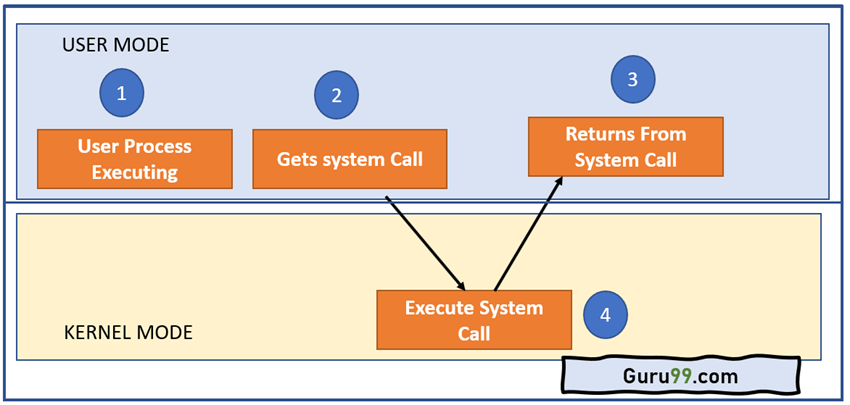 USER MODE
1
2
3
User Process
Executing
Gets system Call
Returns From
System Call
Execute System
Call
4
KERNEL MODE
Guru99.com